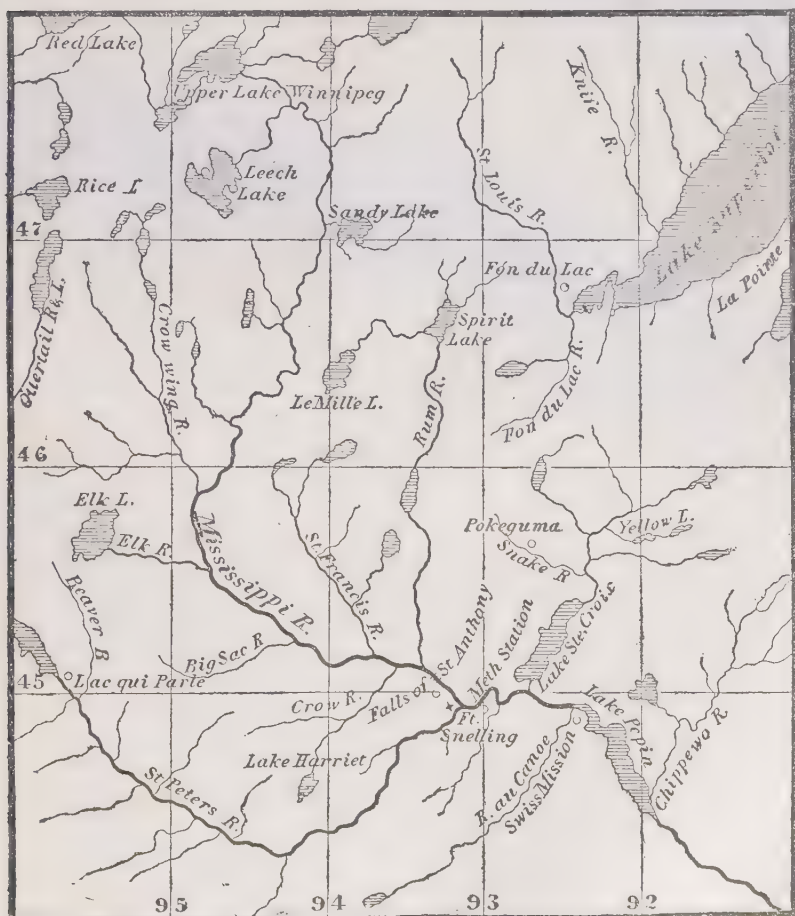 Red Lake
Upper Lake Winnipeg
Knife R.
Rice L
Leech
Lake
St Louis R.
Lake Superior
47
Sandy Lake
La Pointe
Otter tail R & L.
Crow wing R.
Fon du Lac
Spirit
Lake
Le Mille L.
Rum R.
Fon du Lac R.
46
Elk L.
Elk R.
Mississippi R.
St. Francis R.
Pokeguma
Snake R
Yellow L.
Beaver R
Big Sac R
Falls of St Anthony
Meth Station
Lake Ste. Croix
45
Lac qui Parle
Crow R.
Ft.
Snelling
Lake Pepin
Chippewa R
Lake Harriet
St Peters R.
R. au Canoe
Swiss Mission
95
94
93
92